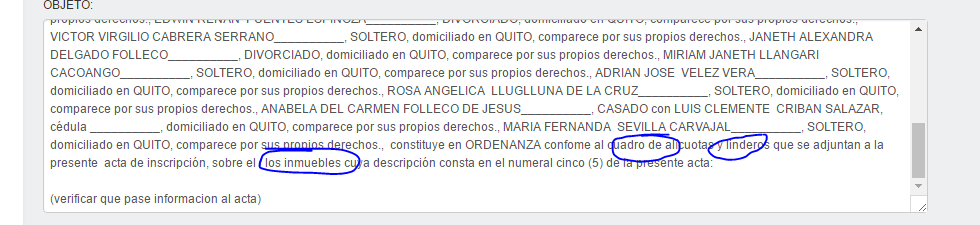 OBJETO:
propios derechos., EDWIN RENAN FUENTES ESPINOZA__________, DIVORCIADO, domiciliado en QUITO, comparece por sus propios derechos.,
VICTOR VIRGILIO CABRERA SERRANO__________, SOLTERO, domiciliado en QUITO, comparece por sus propios derechos., JANETH ALEXANDRA
DELGADO FOLLECO__________, DIVORCIADO, domiciliado en QUITO, comparece por sus propios derechos., MIRIAM JANETH LLANGARI
CACOANGO__________, SOLTERO, domiciliado en QUITO, comparece por sus propios derechos., ADRIAN JOSE VELEZ VERA__________, SOLTERO,
domiciliado en QUITO, comparece por sus propios derechos., ROSA ANGELICA LLUGLLUNA DE LA CRUZ__________, SOLTERO, domiciliado en QUITO,
comparece por sus propios derechos., ANABELA DEL CARMEN FOLLECO DE JESUS__________, CASADO con LUIS CLEMENTE CRIBAN SALAZAR,
cédula __________, domiciliado en QUITO, comparece por sus propios derechos., MARIA FERNANDA SEVILLA CARVAJAL__________, SOLTERO,
domiciliado en QUITO, comparece por sus propios derechos., constituye en ORDENANZA confome al cuadro de alicuotas y linderos que se adjuntan a la
presente acta de inscripción, sobre el los inmuebles cuya descripción consta en el numeral cinco (5) de la presente acta:
(verificar que pase informacion al acta)